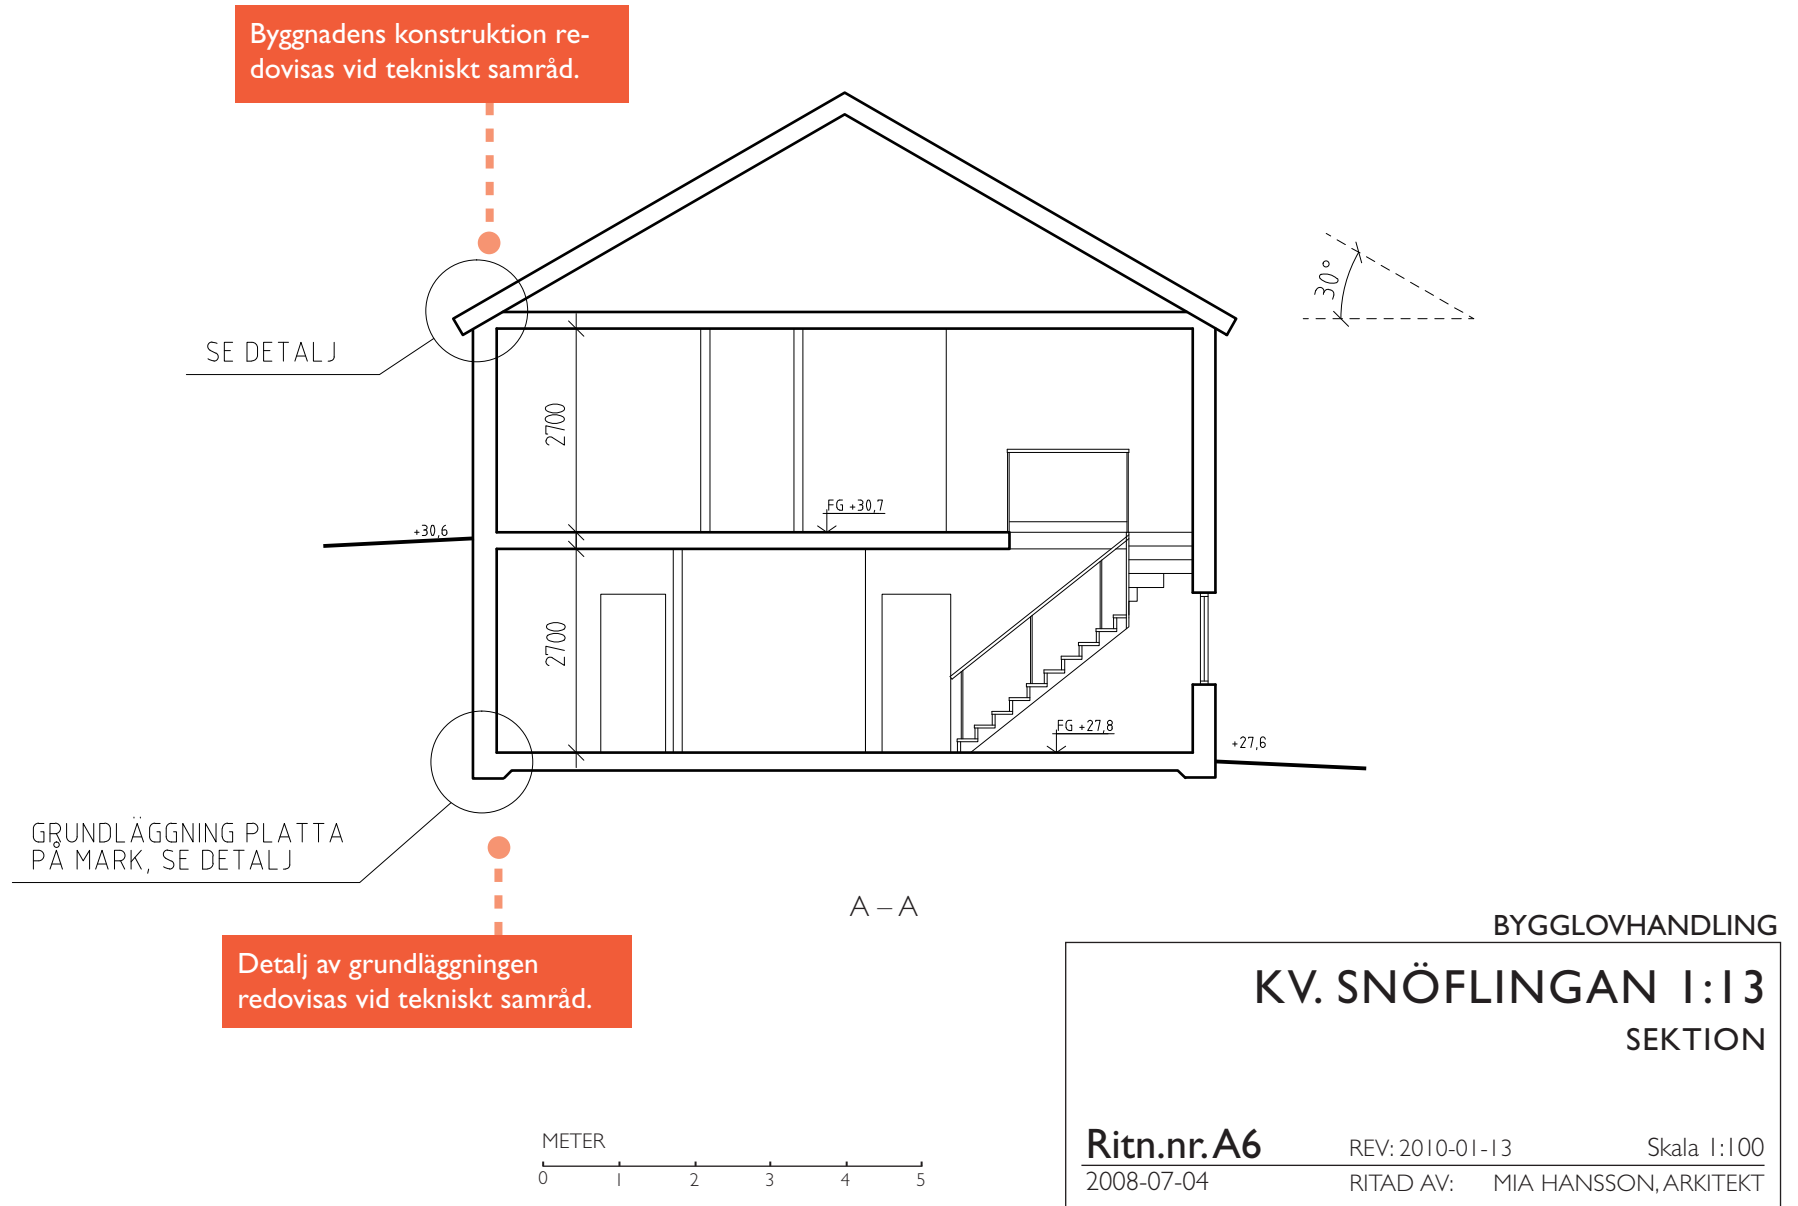 Byggnadens konstruktion re-
dovisas vid tekniskt samråd.
30°
SE DETALJ
2700
FG +30,7
+30,6
2700
FG +27,8
+27,6
GRUNDLÄGGNING PLATTA
PÅ MARK, SE DETALJ
A – A
Detalj av grundläggningen
redovisas vid tekniskt samråd.
BYGGLOVHANDLING
KV. SNÖFLINGAN 1:13
SEKTION
METER
0 1 2 3 4 5
Ritn.nr. A6 REV: 2010-01-13 Skala 1:100
2008-07-04 RITAD AV: MIA HANSSON, ARKITEKT